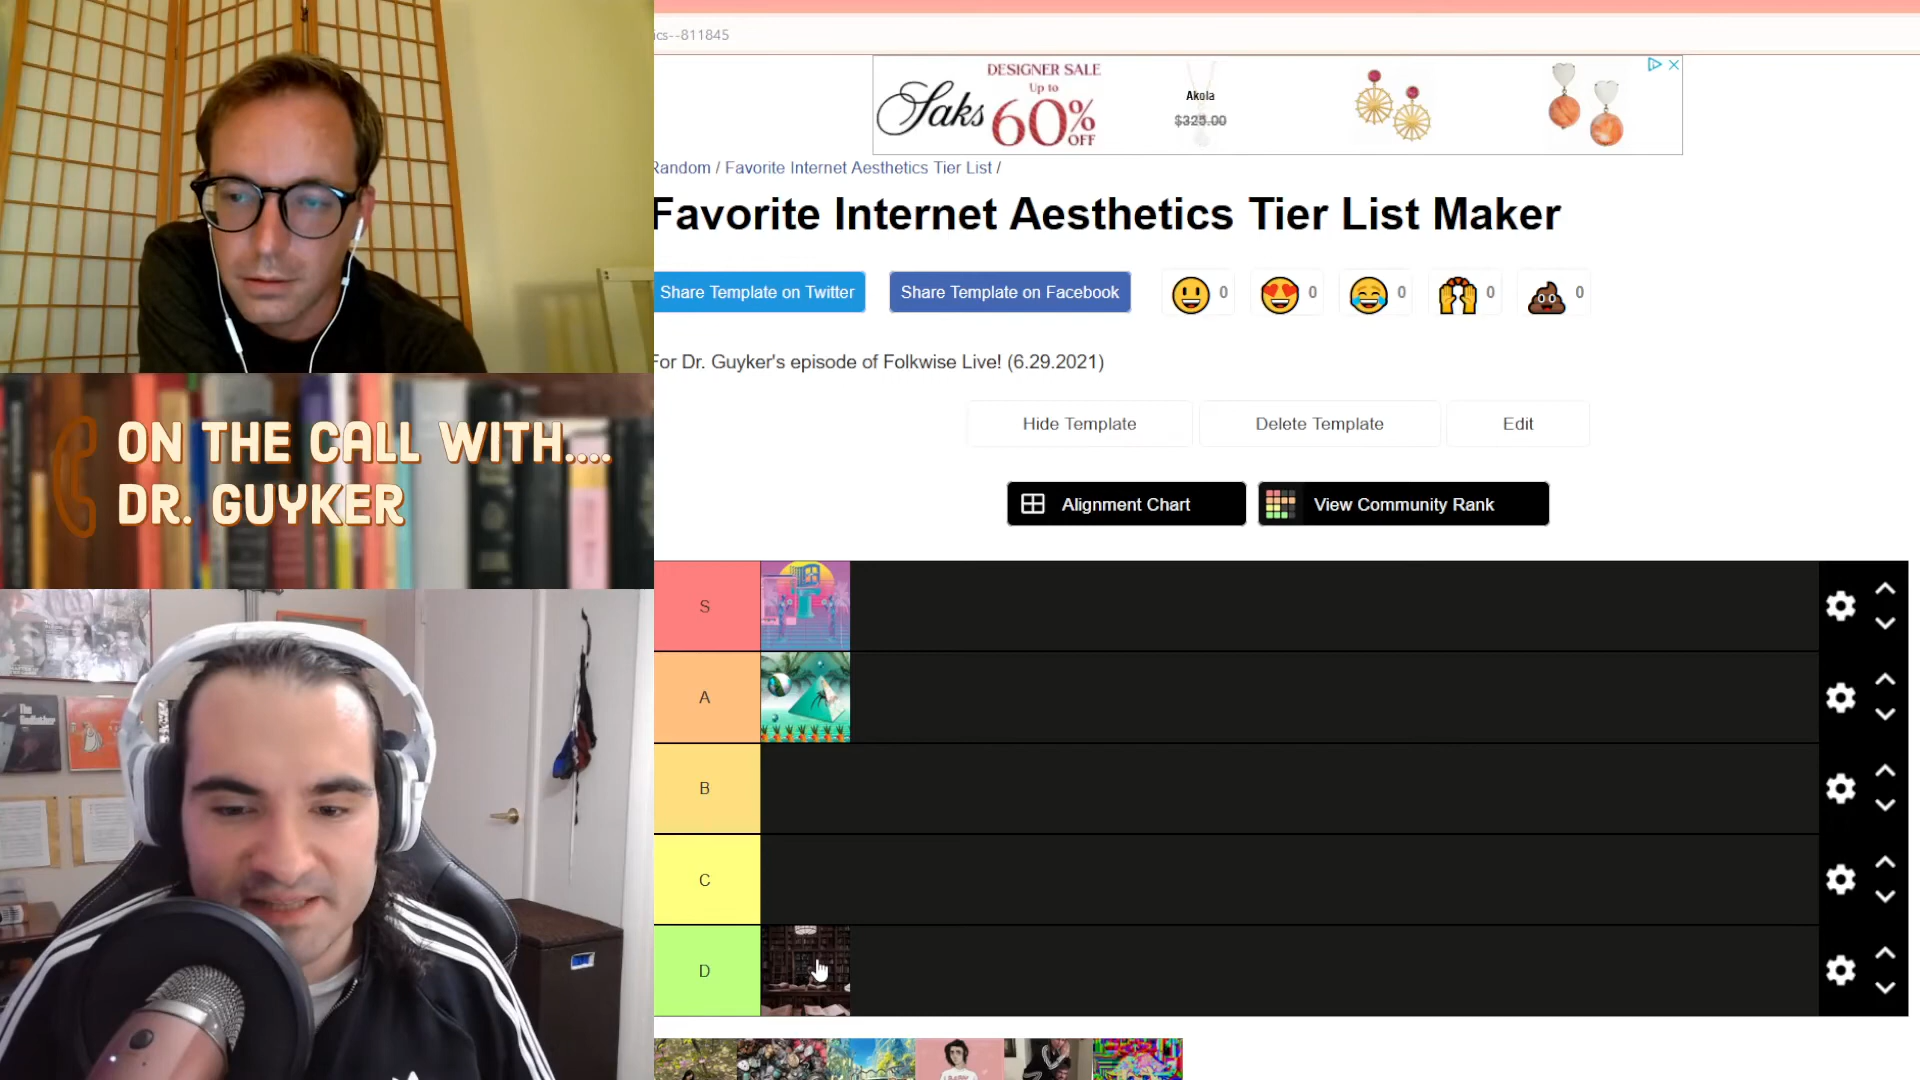 ics--811845
DESIGNER SALE
Up to
Saks 60% OFF
Akola
$325.00
Random / Favorite Internet Aesthetics Tier List /
Favorite Internet Aesthetics Tier List Maker
Share Template on Twitter
Share Template on Facebook
0
0
0
0
0
For Dr. Guyker's episode of Folkwise Live! (6.29.2021)
Hide Template
Delete Template
Edit
Alignment Chart
View Community Rank
ON THE CALL WITH....
DR. GUYKER
S
A
B
C
D
The
Godfather